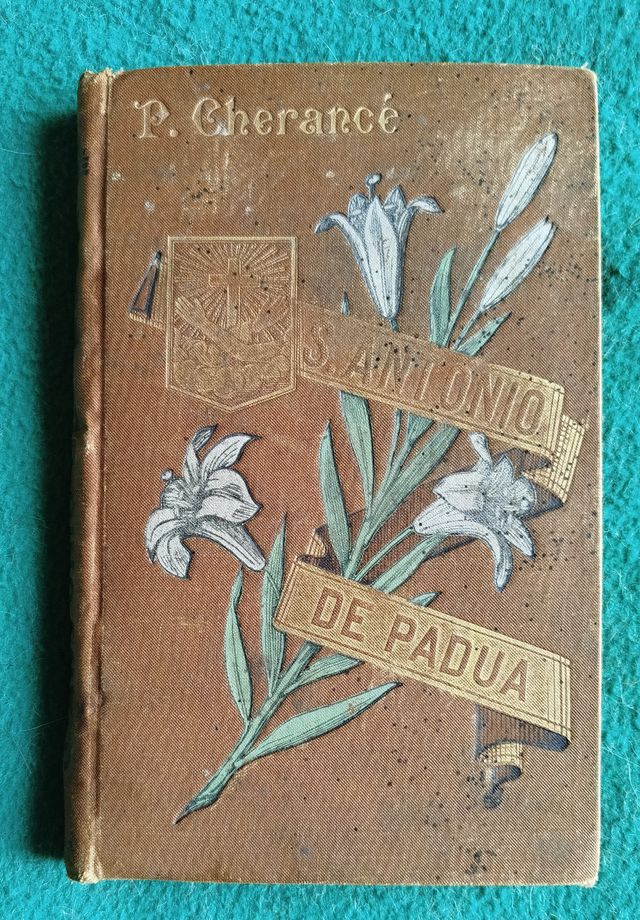 P. Cherancé
S. ANTONIO
DE PADUA